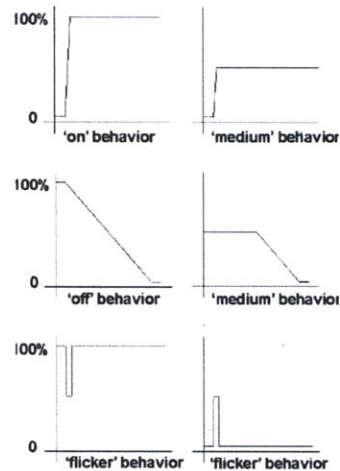 100%
0
'on' behavior
'medium' behavior
100%
0
'off' behavior
'medium' behavior
100%
0
'flicker' behavior
'flicker' behavior